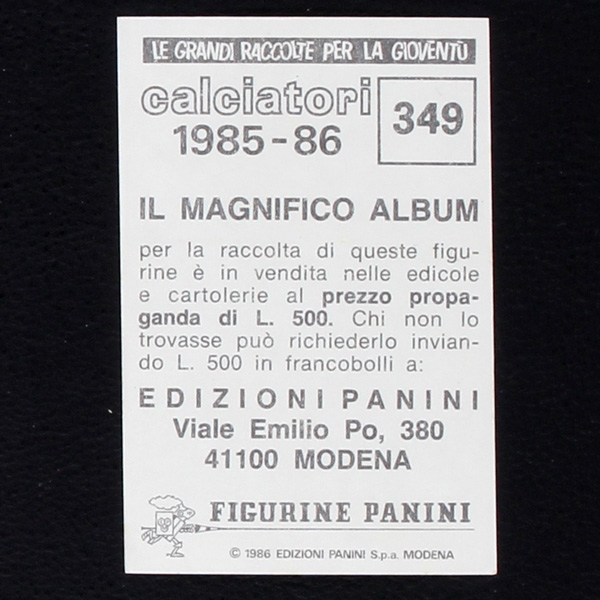 LE GRANDI RACCOLTE PER LA GIOVENTÙ
calciatori
1985-86
349
IL MAGNIFICO ALBUM
per la raccolta di queste figu-
rine è in vendita nelle edicole
e cartolerie al prezzo propa-
ganda di L. 500. Chi non lo
trovasse può richiederlo invian-
do L. 500 in francobolli a:
EDIZIONI PANINI
Viale Emilio Po, 380
41100 MODENA
FIGURINE PANINI
© 1986 EDIZIONI PANINI S.p.a. MODENA